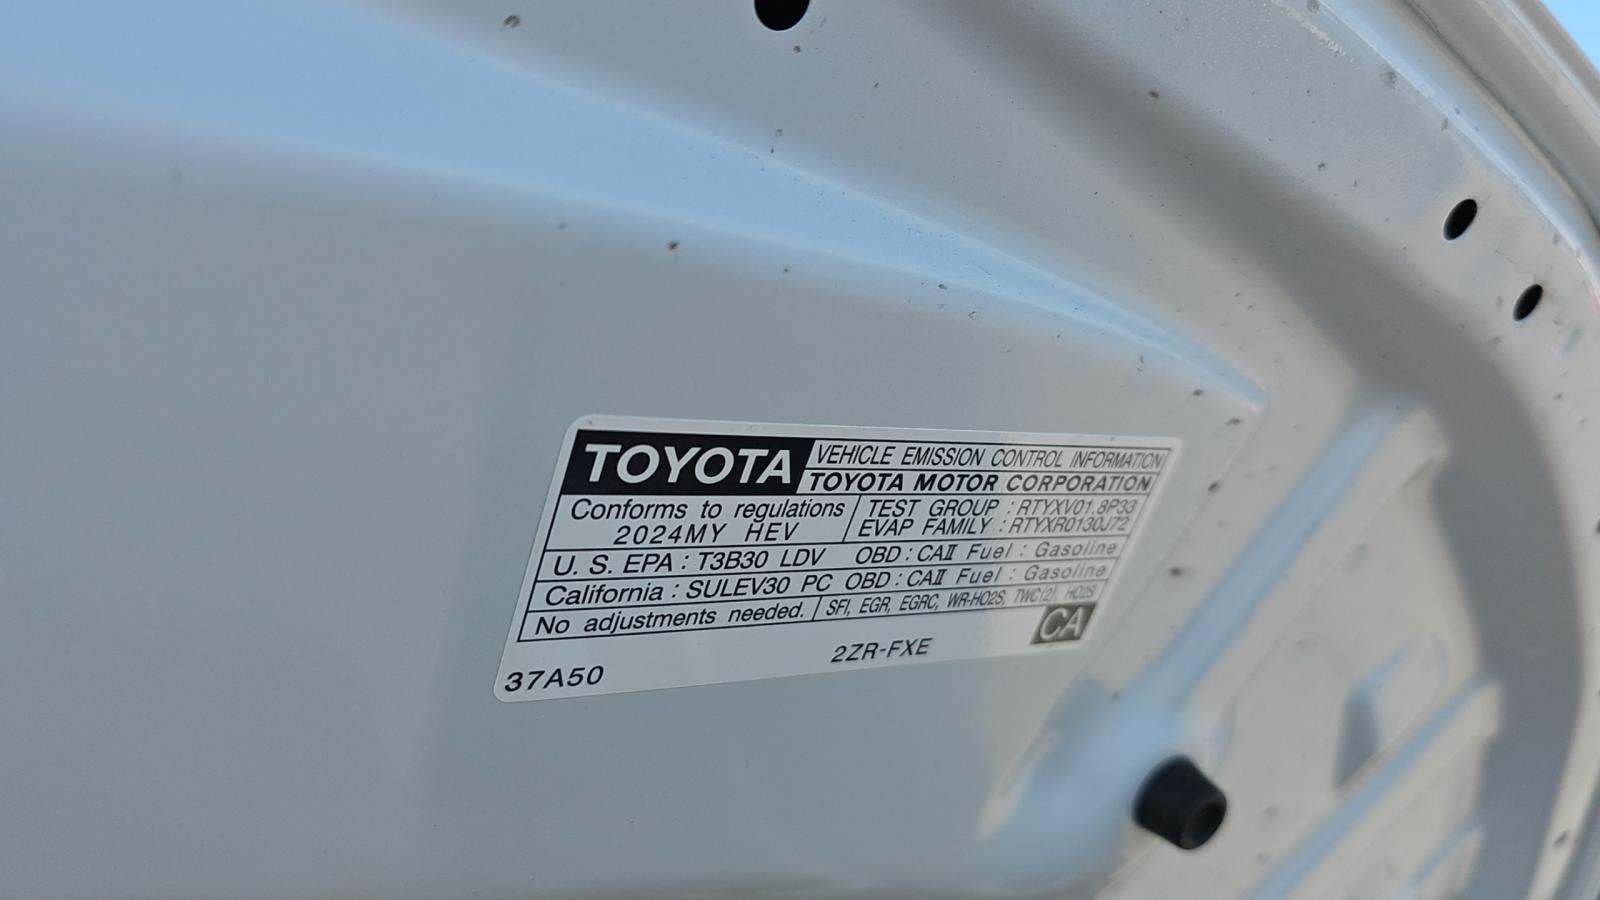 TOYOTA
VEHICLE EMISSION CONTROL INFORMATION
TOYOTA MOTOR CORPORATION
Conforms to regulations
2024MY HEV
TEST GROUP : RTYXV01.8P33
EVAP FAMILY : RTYXR0130J72
U. S. EPA : T3B30 LDV OBD : CAⅡ Fuel : Gasoline
California : SULEV30 PC OBD : CAⅡ Fuel : Gasoline
No adjustments needed. SFI, EGR, EGRC, WR-HO2S, TWC(2), HO2S
CA
37A50 2ZR-FXE